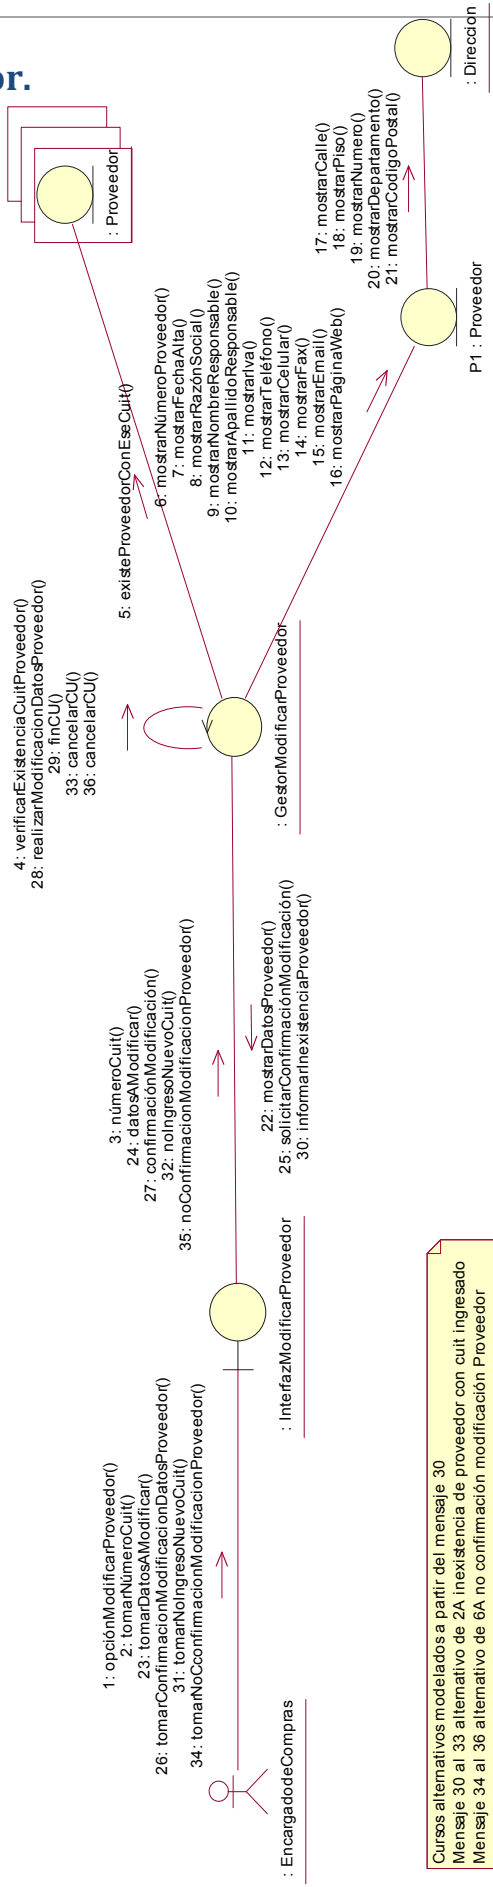 or.
1: opciónModificarProveedor()
2: tomarNúmeroCuit()
23: tomarDatosAModificar()
26: tomarConfirmacionModificacionDatosProveedor()
31: tomarNoIngresoNuevoCuit()
34: tomarNoCconfirmacionModificacionProveedor()
: EncargadodeCompras
: InterfazModificarProveedor
3: númeroCuit()
24: datosAModificar()
27: confirmaciónModificación()
32: noIngresoNuevoCuit()
35: noConfirmacionModificacionProveedor()
22: mostrarDatosProveedor()
25: solicitarConfirmaciónModificación()
30: informarInexistenciaProveedor()
4: verificarExistenciaCuitProveedor()
28: realizarModificacionDatosProveedor()
29: finCU()
33: cancelarCU()
36: cancelarCU()
: GestorModificarProveedor
5: existeProveedorConEseCuit()
: Proveedor
6: mostrarNúmeroProveedor()
7: mostrarFechaAlta()
8: mostrarRazónSocial()
9: mostrarNombreResponsable()
10: mostrarApallidoResponsable()
11: mostrarIva()
12: mostrarTeléfono()
13: mostrarCelular()
14: mostrarFax()
15: mostrarEmail()
16: mostrarPáginaWeb()
P1 : Proveedor
17: mostrarCalle()
18: mostrarPiso()
19: mostrarNumero()
20: mostrarDepartamento()
21: mostrarCodigoPostal()
: Direccion
Cursos alternativos modelados a partir del mensaje 30
Mensaje 30 al 33 alternativo de 2A inexistencia de proveedor con cuit ingresado
Mensaje 34 al 36 alternativo de 6A no confirmación modificación Proveedor